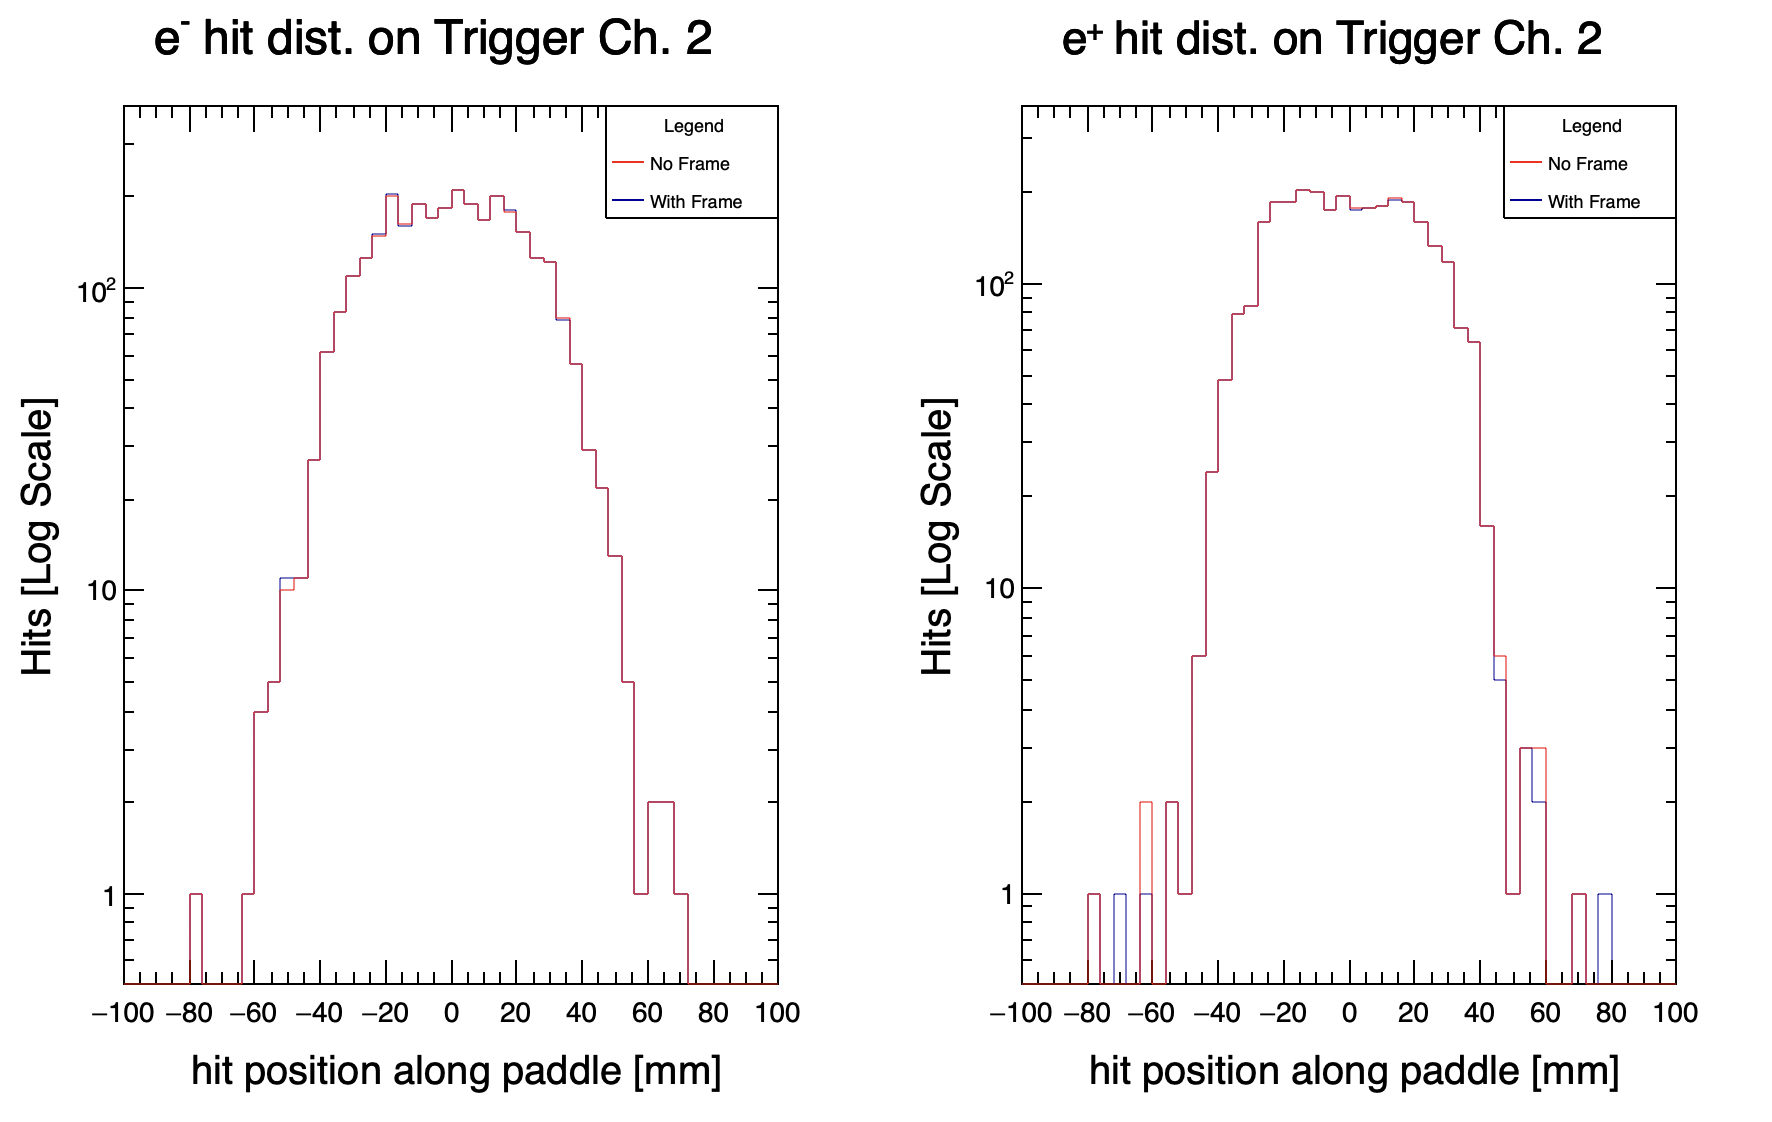 e- hit dist. on Trigger Ch. 2
Legend
No Frame
With Frame
10²
10
1
Hits [Log Scale]
−100 −80 −60 −40 −20 0 20 40 60 80 100
hit position along paddle [mm]
e+ hit dist. on Trigger Ch. 2
Legend
No Frame
With Frame
10²
10
1
Hits [Log Scale]
−100 −80 −60 −40 −20 0 20 40 60 80 100
hit position along paddle [mm]